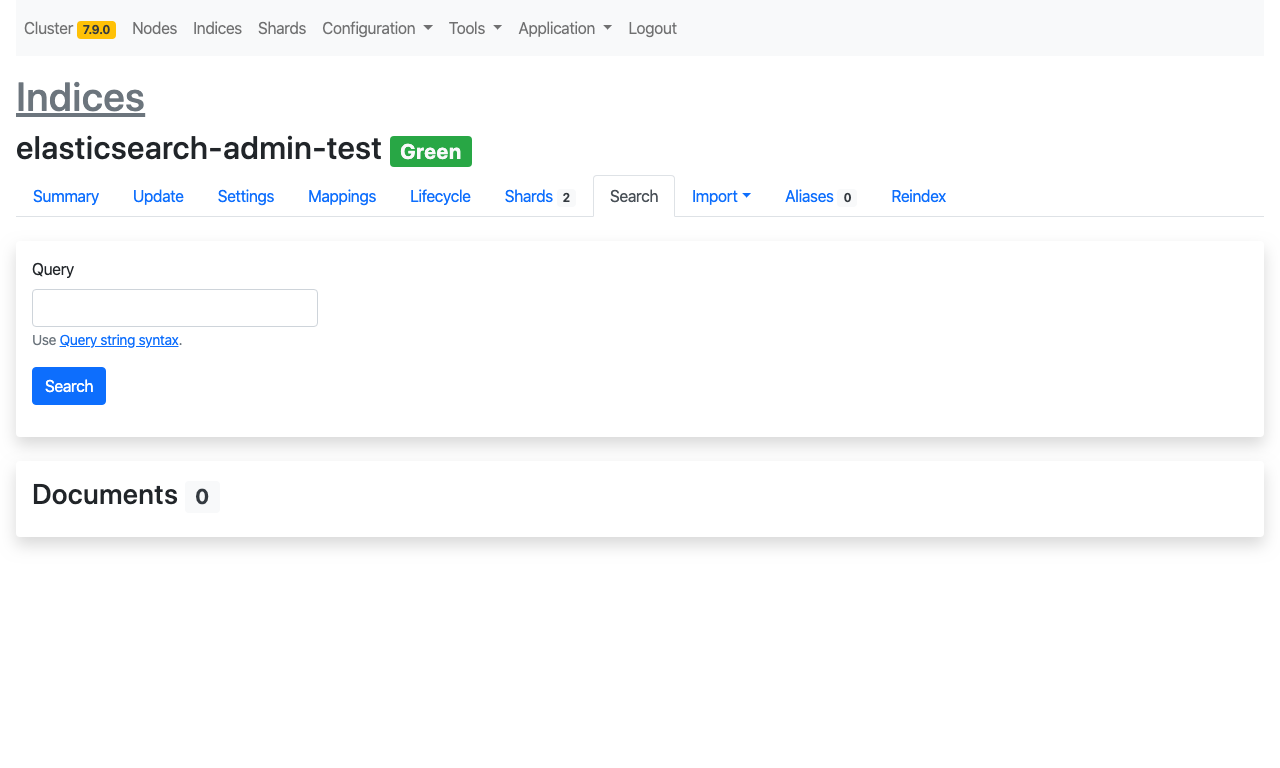 Cluster 7.9.0 Nodes Indices Shards Configuration Tools Application Logout
Indices
elasticsearch-admin-test Green
Summary Update Settings Mappings Lifecycle Shards 2 Search Import Aliases 0 Reindex
Query
Use Query string syntax.
Search
Documents 0